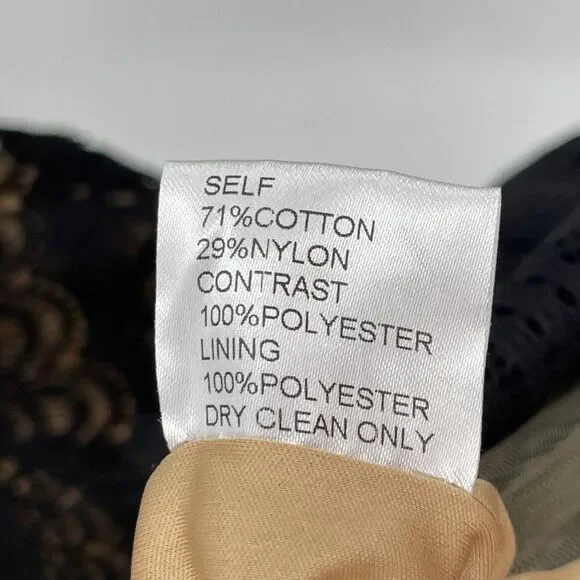 SELF
71%COTTON
29%NYLON
CONTRAST
100%POLYESTER
LINING
100%POLYESTER
DRY CLEAN ONLY